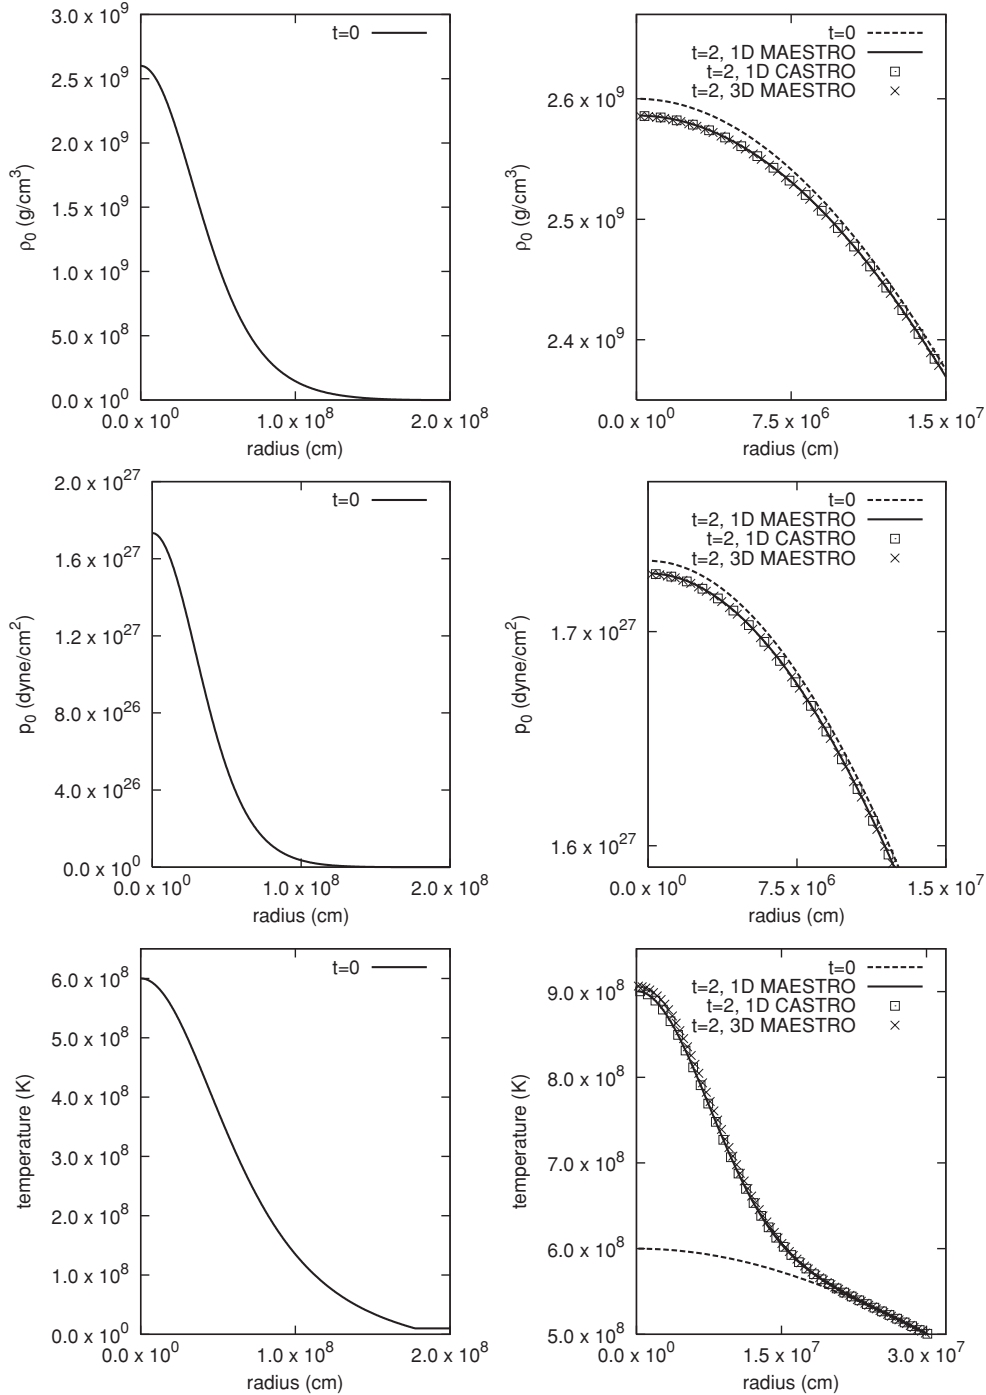 3.0 x 10^9
2.5 x 10^9
2.0 x 10^9
1.5 x 10^9
1.0 x 10^9
5.0 x 10^8
0.0 x 10^0
ρ_0 (g/cm^3)
t=0
0.0 x 10^0 1.0 x 10^8 2.0 x 10^8
radius (cm)
2.6 x 10^9
2.5 x 10^9
2.4 x 10^9
ρ_0 (g/cm^3)
t=0
t=2, 1D MAESTRO
t=2, 1D CASTRO
t=2, 3D MAESTRO
0.0 x 10^0 7.5 x 10^6 1.5 x 10^7
radius (cm)
2.0 x 10^27
1.6 x 10^27
1.2 x 10^27
8.0 x 10^26
4.0 x 10^26
0.0 x 10^0
p_0 (dyne/cm^2)
t=0
0.0 x 10^0 1.0 x 10^8 2.0 x 10^8
radius (cm)
1.7 x 10^27
1.6 x 10^27
p_0 (dyne/cm^2)
t=0
t=2, 1D MAESTRO
t=2, 1D CASTRO
t=2, 3D MAESTRO
0.0 x 10^0 7.5 x 10^6 1.5 x 10^7
radius (cm)
6.0 x 10^8
5.0 x 10^8
4.0 x 10^8
3.0 x 10^8
2.0 x 10^8
1.0 x 10^8
0.0 x 10^0
temperature (K)
t=0
0.0 x 10^0 1.0 x 10^8 2.0 x 10^8
radius (cm)
9.0 x 10^8
8.0 x 10^8
7.0 x 10^8
6.0 x 10^8
5.0 x 10^8
temperature (K)
t=0
t=2, 1D MAESTRO
t=2, 1D CASTRO
t=2, 3D MAESTRO
0.0 x 10^0 1.5 x 10^7 3.0 x 10^7
radius (cm)